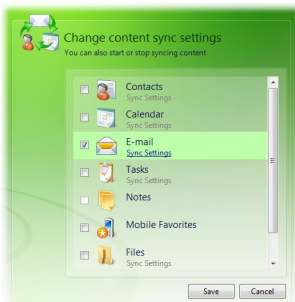 Change content sync settings
You can also start or stop syncing content
Contacts
Sync Settings
Calendar
Sync Settings
E-mail
Sync Settings
Tasks
Sync Settings
Notes
Mobile Favorites
Files
Sync Settings
Save Cancel